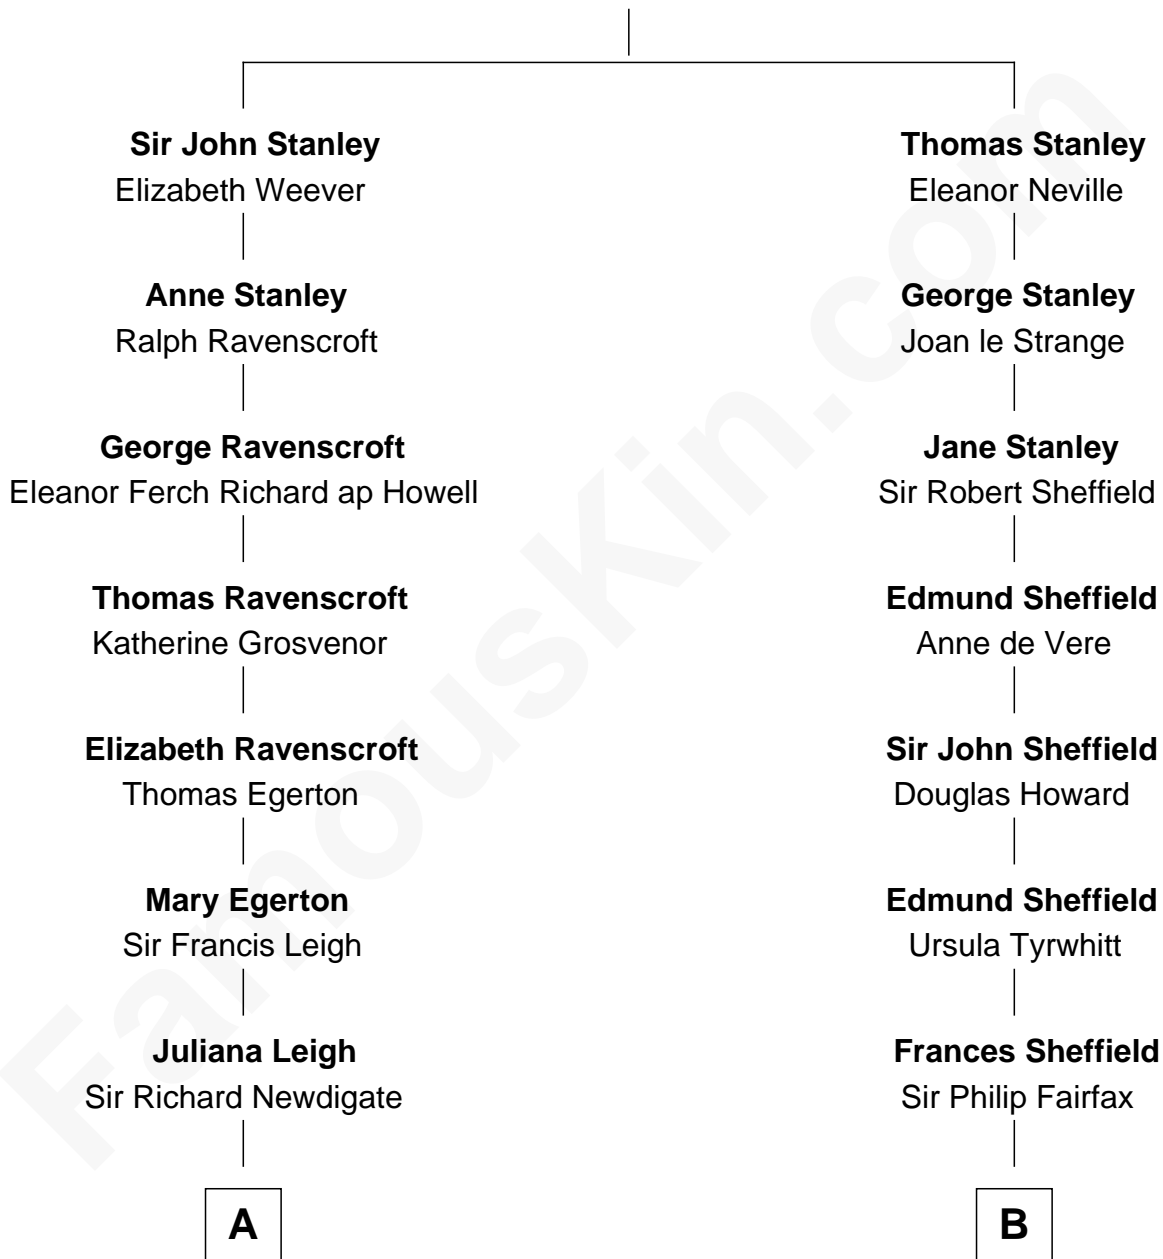 Sir John Stanley
Elizabeth Weever
Anne Stanley
Ralph Ravenscroft
George Ravenscroft
Eleanor Ferch Richard ap Howell
Thomas Ravenscroft
Katherine Grosvenor
Elizabeth Ravenscroft
Thomas Egerton
Mary Egerton
Sir Francis Leigh
Juliana Leigh
Sir Richard Newdigate
A
Thomas Stanley
Eleanor Neville
George Stanley
Joan le Strange
Jane Stanley
Sir Robert Sheffield
Edmund Sheffield
Anne de Vere
Sir John Sheffield
Douglas Howard
Edmund Sheffield
Ursula Tyrwhitt
Frances Sheffield
Sir Philip Fairfax
B
FamousKin.com